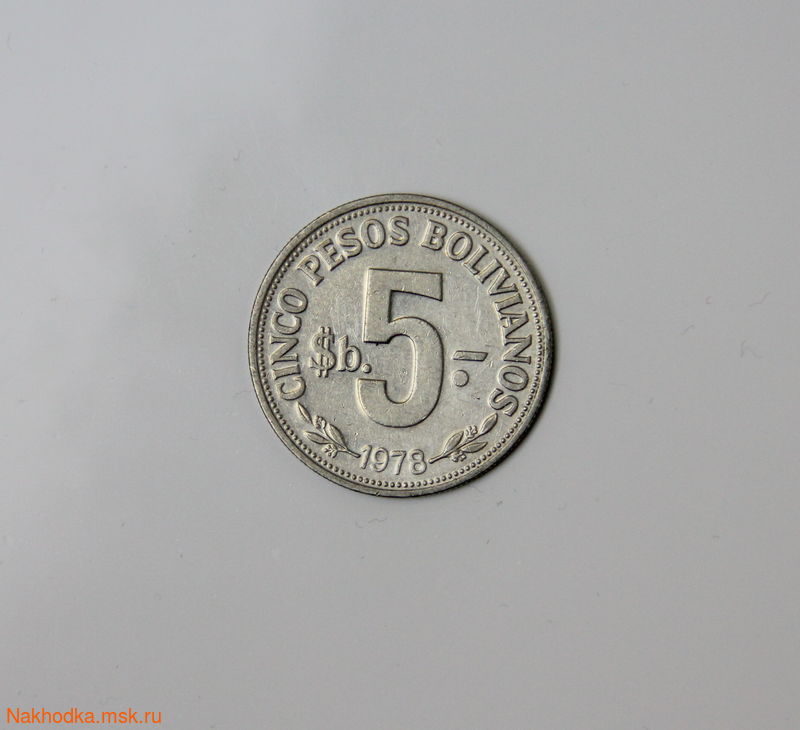 CINCO PESOS BOLIVIANOS
$b. 5.-
1978
Nakhodka.msk.ru